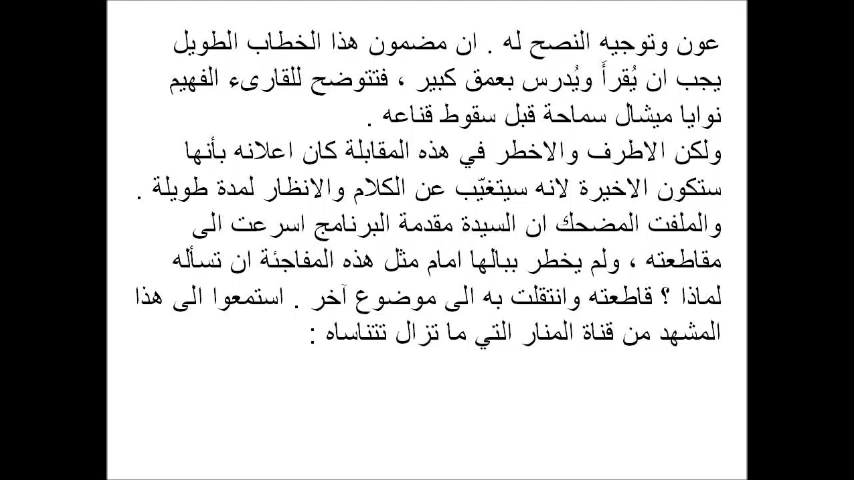 عون وتوجيه النصح له . ان مضمون هذا الخطاب الطويل
يجب ان يُقرأَ ويُدرس بعمق كبير ، فتتوضح للقارىء الفهيم
نوايا ميشال سماحة قبل سقوط قناعه .
ولكن الاطرف والاخطر في هذه المقابلة كان اعلانه بأنها
ستكون الاخيرة لانه سيتغيّب عن الكلام والانظار لمدة طويلة .
والملفت المضحك ان السيدة مقدمة البرنامج اسرعت الى
مقاطعته ، ولم يخطر ببالها امام مثل هذه المفاجئة ان تسأله
لماذا ؟ قاطعته وانتقلت به الى موضوع آخر . استمعوا الى هذا
المشهد من قناة المنار التي ما تزال تتناساه :